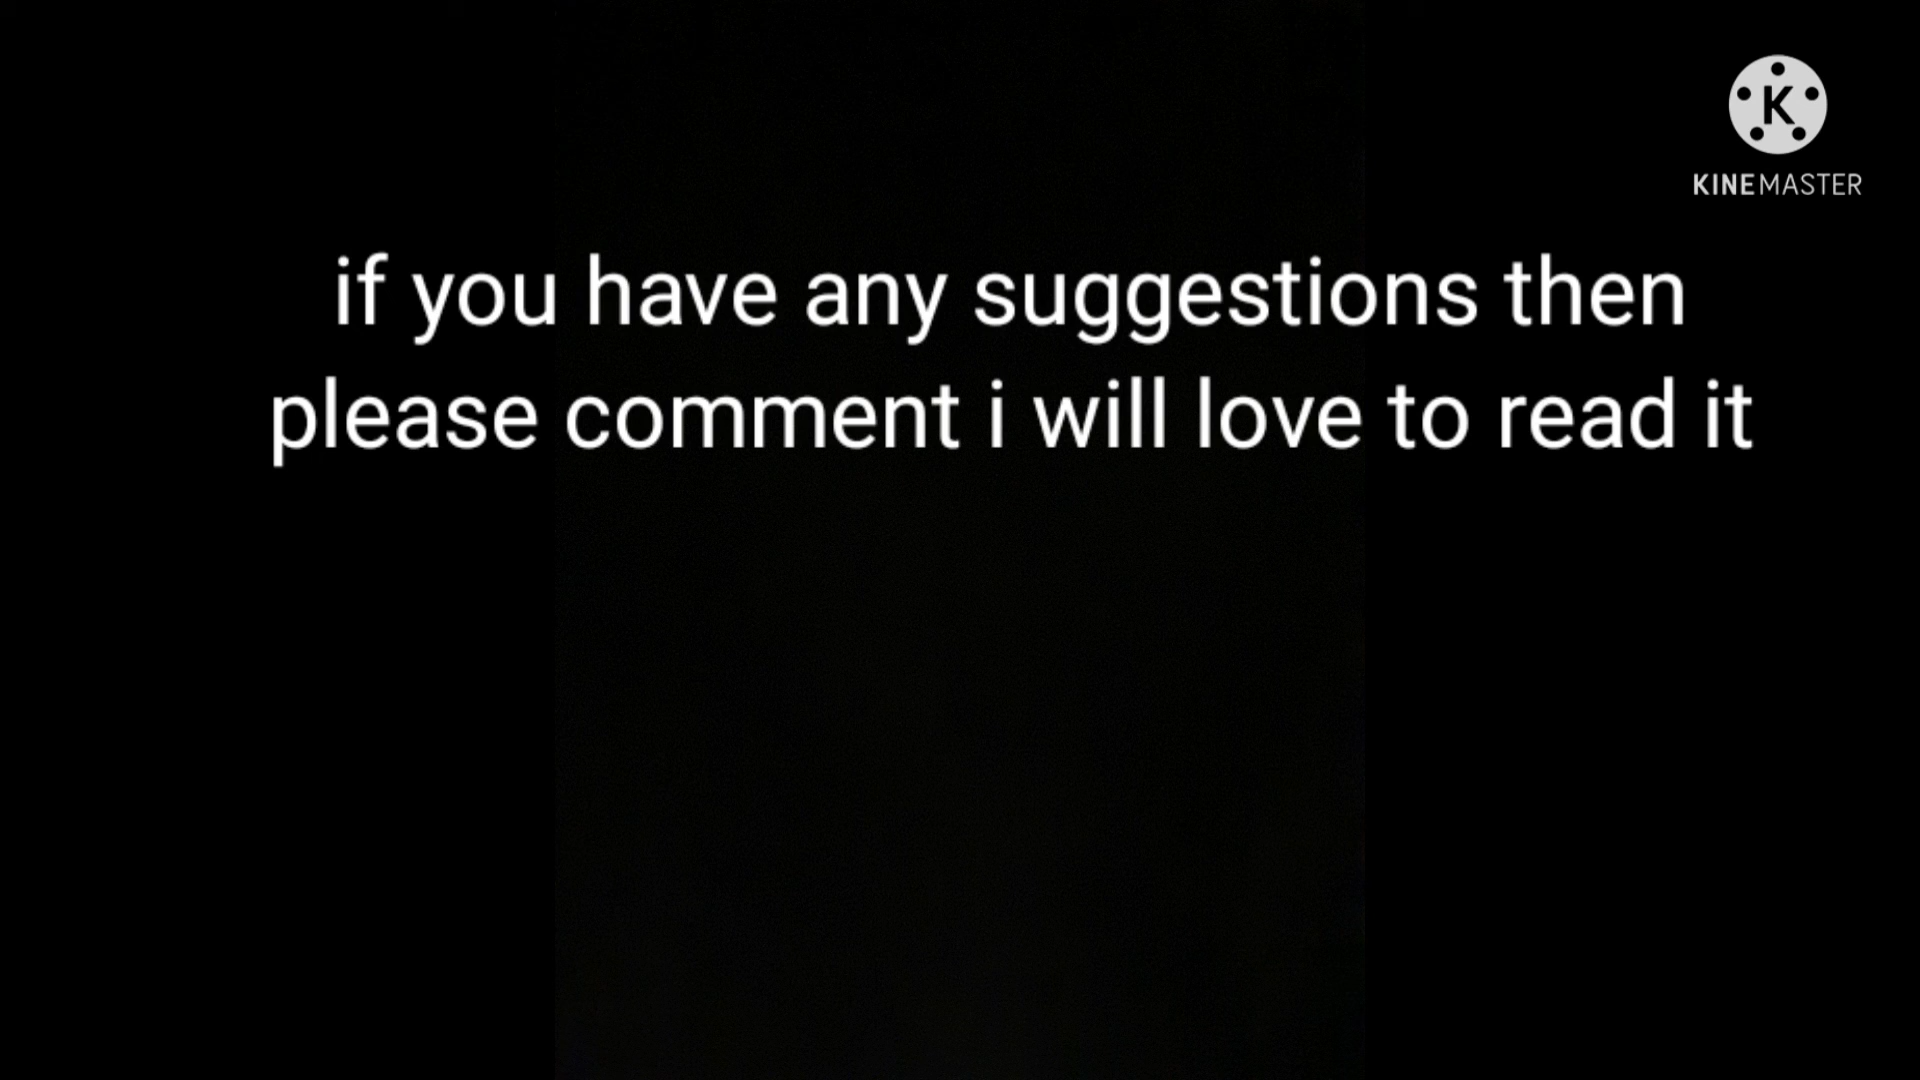 K
KINEMASTER
if you have any suggestions then
please comment i will love to read it